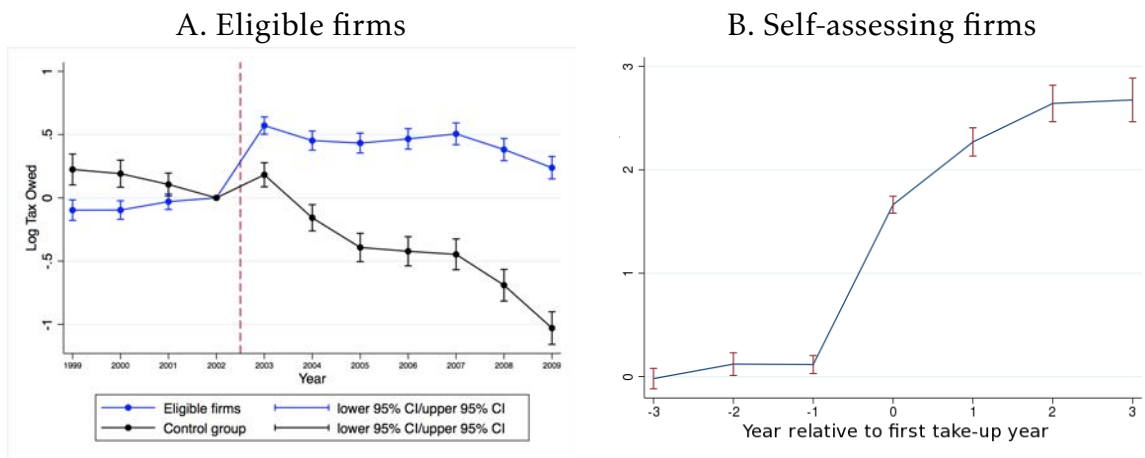 A. Eligible firms
1
.5
0
-.5
-1
Log Tax Owed
1999 2000 2001 2002 2003 2004 2005 2006 2007 2008 2009
Year
Eligible firms lower 95% CI/upper 95% CI
Control group lower 95% CI/upper 95% CI
B. Self-assessing firms
3
2
1
0
-3 -2 -1 0 1 2 3
Year relative to first take-up year